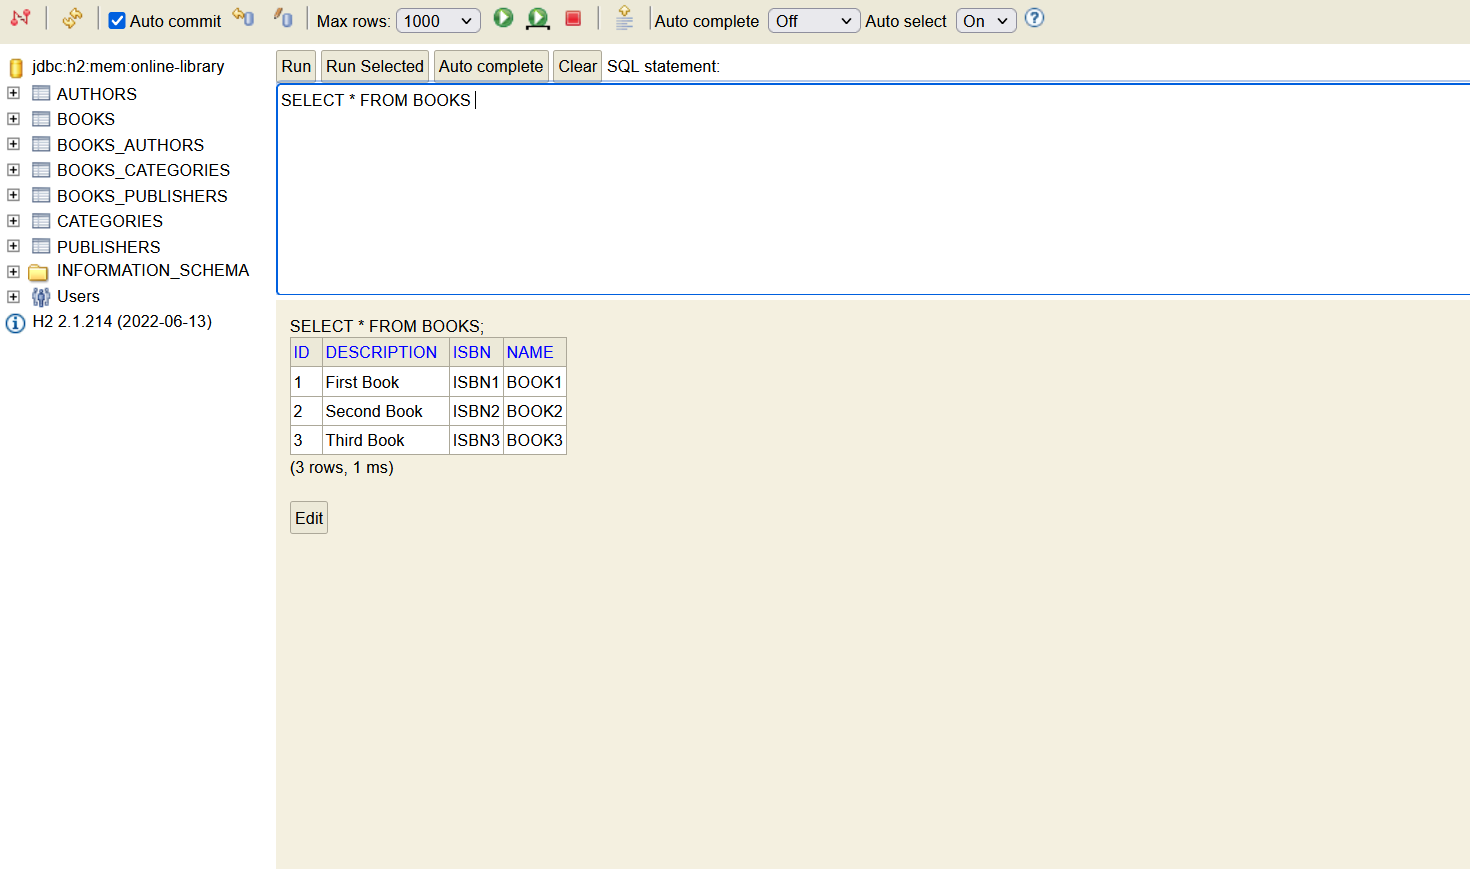 Auto commit Max rows: 1000 Auto complete Off Auto select On ?
jdbc:h2:mem:online-library
AUTHORS
BOOKS
BOOKS_AUTHORS
BOOKS_CATEGORIES
BOOKS_PUBLISHERS
CATEGORIES
PUBLISHERS
INFORMATION_SCHEMA
Users
H2 2.1.214 (2022-06-13)
Run Run Selected Auto complete Clear SQL statement:
SELECT * FROM BOOKS
SELECT * FROM BOOKS;
ID DESCRIPTION ISBN NAME
1 First Book ISBN1 BOOK1
2 Second Book ISBN2 BOOK2
3 Third Book ISBN3 BOOK3
(3 rows, 1 ms)
Edit